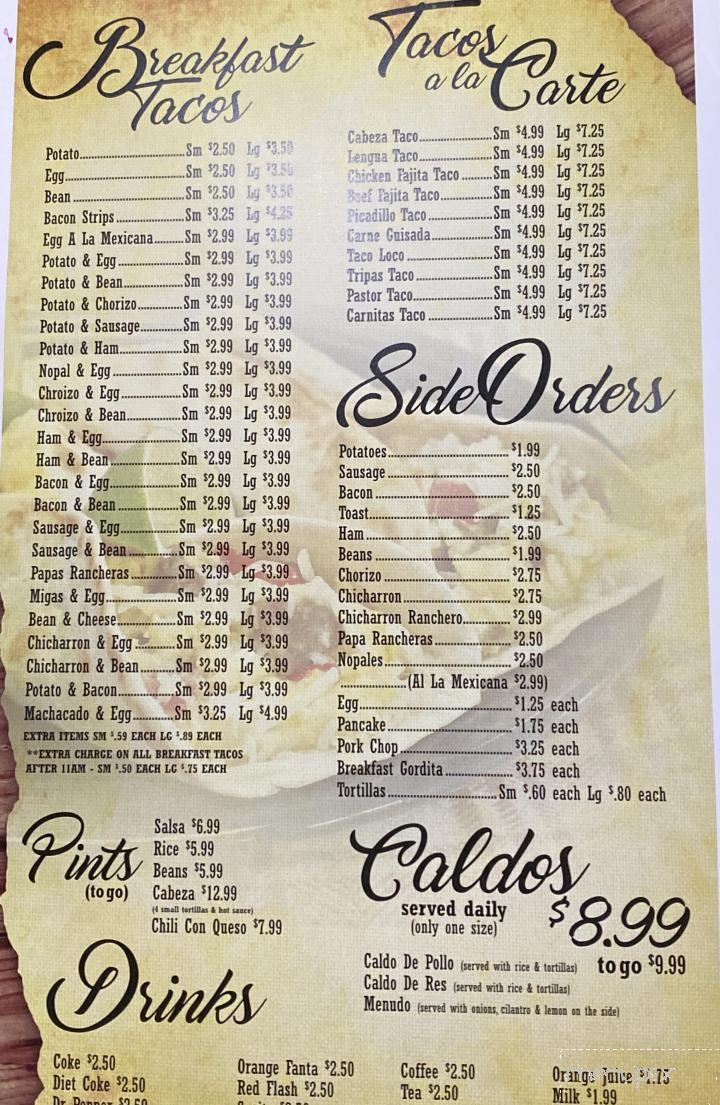 Breakfast
Tacos
Potato Sm $2.50 Lg $3.50
Egg Sm $2.50 Lg $3.50
Bean Sm $2.50 Lg $3.50
Bacon Strips Sm $3.25 Lg $4.25
Egg A La Mexicana Sm $2.99 Lg $3.99
Potato & Egg Sm $2.99 Lg $3.99
Potato & Bean Sm $2.99 Lg $3.99
Potato & Chorizo Sm $2.99 Lg $3.99
Potato & Sausage Sm $2.99 Lg $3.99
Potato & Ham Sm $2.99 Lg $3.99
Nopal & Egg Sm $2.99 Lg $3.99
Chroizo & Egg Sm $2.99 Lg $3.99
Chroizo & Bean Sm $2.99 Lg $3.99
Ham & Egg Sm $2.99 Lg $3.99
Ham & Bean Sm $2.99 Lg $3.99
Bacon & Egg Sm $2.99 Lg $3.99
Bacon & Bean Sm $2.99 Lg $3.99
Sausage & Egg Sm $2.99 Lg $3.99
Sausage & Bean Sm $2.99 Lg $3.99
Papas Rancheras Sm $2.99 Lg $3.99
Migas & Egg Sm $2.99 Lg $3.99
Bean & Cheese Sm $2.99 Lg $3.99
Chicharron & Egg Sm $2.99 Lg $3.99
Chicharron & Bean Sm $2.99 Lg $3.99
Potato & Bacon Sm $2.99 Lg $3.99
Machacado & Egg Sm $3.25 Lg $4.99
EXTRA ITEMS SM $.59 EACH LG $.89 EACH
**EXTRA CHARGE ON ALL BREAKFAST TACOS
AFTER 11AM - SM $.50 EACH LG $.75 EACH
Tacos
a la Carte
Cabeza Taco Sm $4.99 Lg $7.25
Lengua Taco Sm $4.99 Lg $7.25
Chicken Fajita Taco Sm $4.99 Lg $7.25
Beef Fajita Taco Sm $4.99 Lg $7.25
Picadillo Taco Sm $4.99 Lg $7.25
Carne Guisada Sm $4.99 Lg $7.25
Taco Loco Sm $4.99 Lg $7.25
Tripas Taco Sm $4.99 Lg $7.25
Pastor Taco Sm $4.99 Lg $7.25
Carnitas Taco Sm $4.99 Lg $7.25
Side Orders
Potatoes $1.99
Sausage $2.50
Bacon $2.50
Toast $1.25
Ham $2.50
Beans $1.99
Chorizo $2.75
Chicharron $2.75
Chicharron Ranchero $2.99
Papa Rancheras $2.50
Nopales $2.50
(Al La Mexicana $2.99)
Egg $1.25 each
Pancake $1.75 each
Pork Chop $3.25 each
Breakfast Gordita $3.75 each
Tortillas Sm $.60 each Lg $.80 each
Pints
(to go)
Salsa $6.99
Rice $5.99
Beans $5.99
Cabeza $12.99
(4 small tortillas & hot sauce)
Chili Con Queso $7.99
Caldos
served daily
(only one size)
$8.99
to go $9.99
Caldo De Pollo (served with rice & tortillas)
Caldo De Res (served with rice & tortillas)
Menudo (served with onions, cilantro & lemon on the side)
Drinks
Coke $2.50
Diet Coke $2.50
Dr Pepper $2.50
Orange Fanta $2.50
Red Flash $2.50
Coffee $2.50
Tea $2.50
Orange Juice $1.75
Milk $1.99